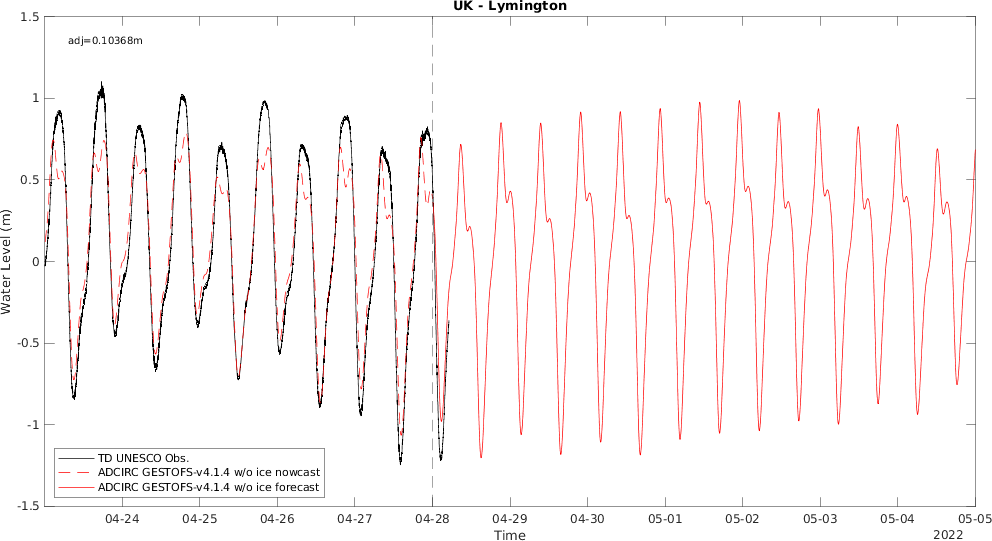 UK - Lymington
1.5
adj=0.10368m
1
0.5
0
-0.5
-1
-1.5
Water Level (m)
TD UNESCO Obs.
ADCIRC GESTOFS-v4.1.4 w/o ice nowcast
ADCIRC GESTOFS-v4.1.4 w/o ice forecast
04-24 04-25 04-26 04-27 04-28 04-29 04-30 05-01 05-02 05-03 05-04 05-05
Time
2022